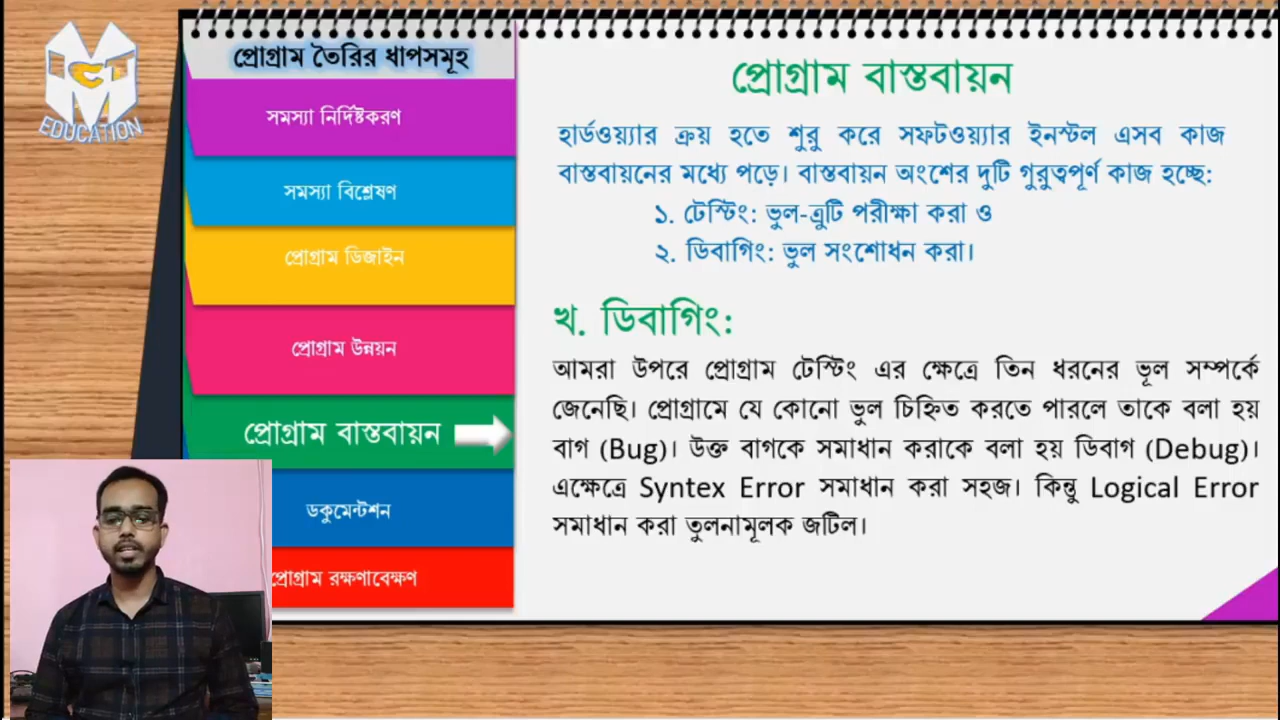 ICT
EDUCATION
প্রোগ্রাম তৈরির ধাপসমূহ
সমস্যা নির্দিষ্টকরণ
সমস্যা বিশ্লেষণ
প্রোগ্রাম ডিজাইন
প্রোগ্রাম উন্নয়ন
প্রোগ্রাম বাস্তবায়ন
ডকুমেন্টশন
প্রোগ্রাম রক্ষণাবেক্ষণ
প্রোগ্রাম বাস্তবায়ন
হার্ডওয়্যার ক্রয় হতে শুরু করে সফটওয়্যার ইনস্টল এসব কাজ
বাস্তবায়নের মধ্যে পড়ে। বাস্তবায়ন অংশের দুটি গুরুত্বপূর্ণ কাজ হচ্ছে:
১. টেস্টিং: ভুল-ত্রুটি পরীক্ষা করা ও
২. ডিবাগিং: ভুল সংশোধন করা।
খ. ডিবাগিং:
আমরা উপরে প্রোগ্রাম টেস্টিং এর ক্ষেত্রে তিন ধরনের ভূল সম্পর্কে
জেনেছি। প্রোগ্রামে যে কোনো ভুল চিহ্নিত করতে পারলে তাকে বলা হয়
বাগ (Bug)। উক্ত বাগকে সমাধান করাকে বলা হয় ডিবাগ (Debug)।
এক্ষেত্রে Syntex Error সমাধান করা সহজ। কিন্তু Logical Error
সমাধান করা তুলনামূলক জটিল।